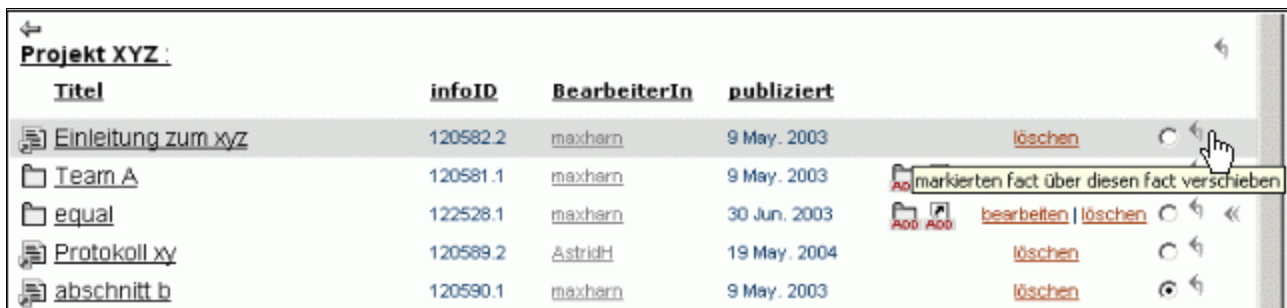 Projekt XYZ :
Titel infoID BearbeiterIn publiziert
Einleitung zum xyz 120582.2 maxharn 9 May. 2003 löschen
Team A 120581.1 maxharn 9 May. 2003
markierten fact über diesen fact verschieben
equal 122528.1 maxharn 30 Jun. 2003 ADD ADD bearbeiten | löschen
Protokoll xy 120589.2 AstridH 19 May. 2004 löschen
abschnitt b 120590.1 maxharn 9 May. 2003 löschen